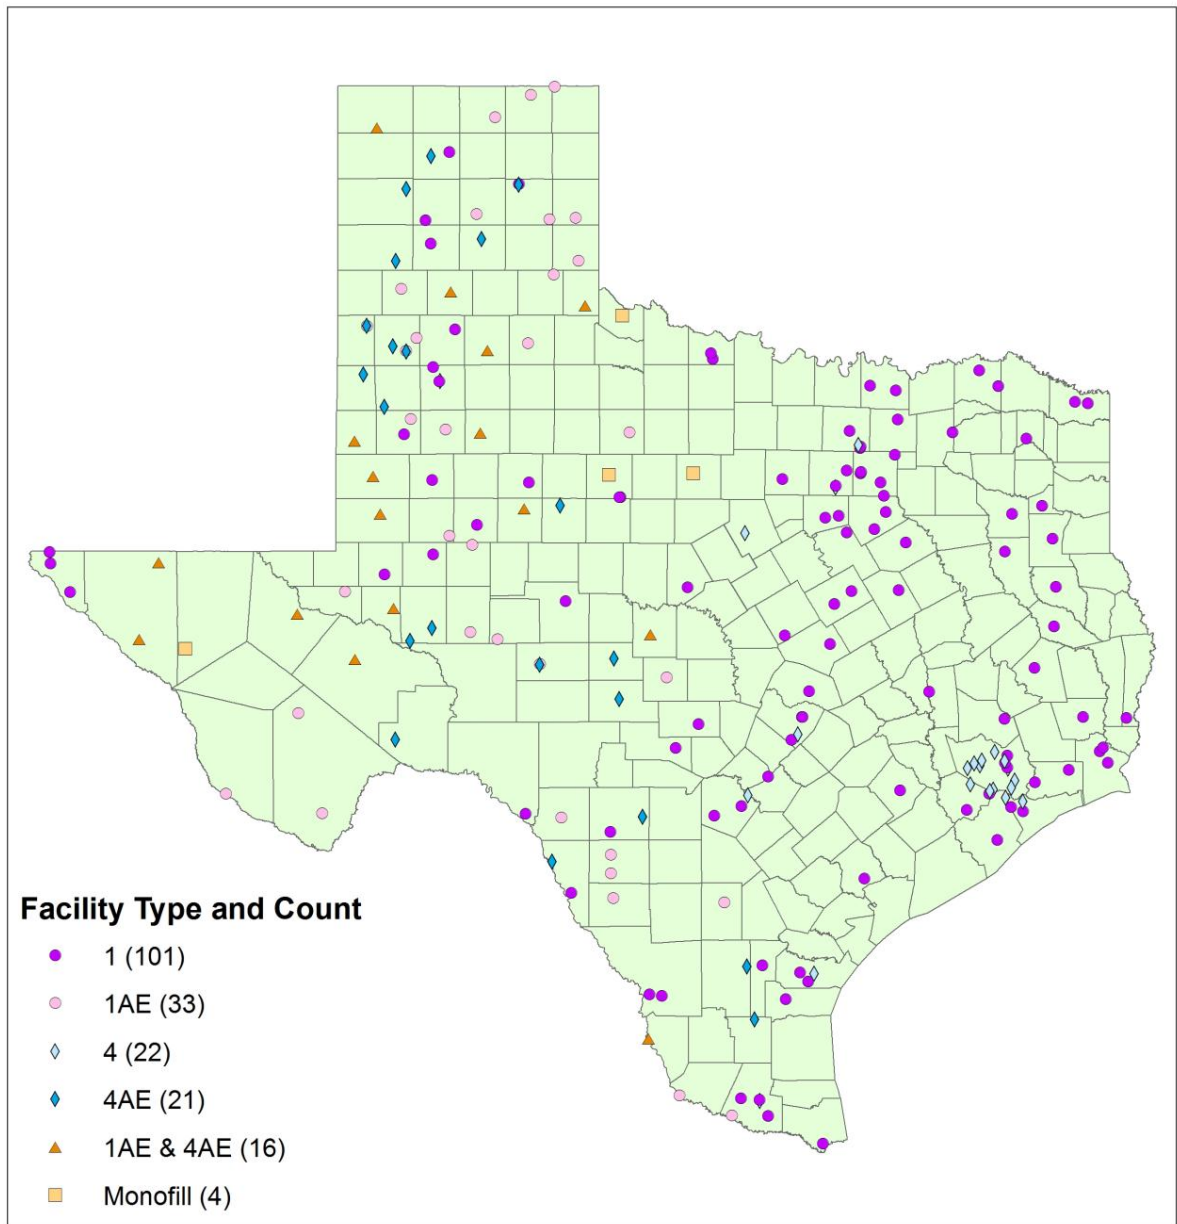 Facility Type and Count
1 (101)
1AE (33)
4 (22)
4AE (21)
1AE & 4AE (16)
Monofill (4)